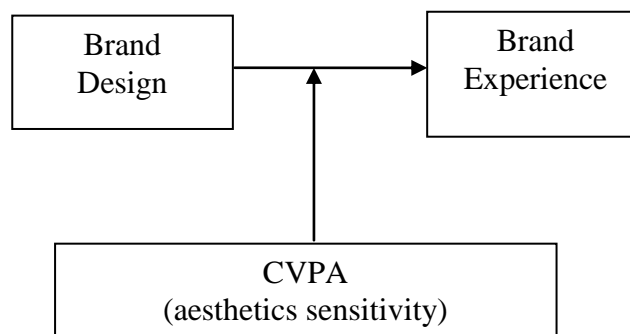 Brand
Design
Brand
Experience
CVPA
(aesthetics sensitivity)